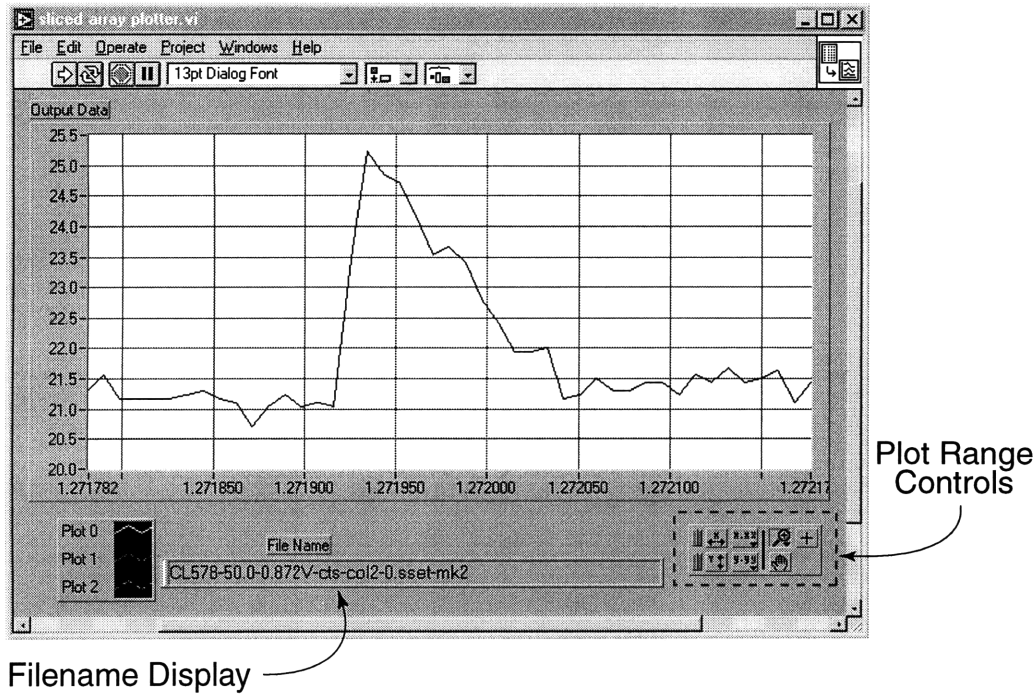 sliced array plotter.vi
File Edit Operate Project Windows Help
13pt Dialog Font
Output Data
25.5
25.0
24.5
24.0
23.5
23.0
22.5
22.0
21.5
21.0
20.5
20.0
1.271782 1.271850 1.271900 1.271950 1.272000 1.272050 1.272100 1.27217
Plot Range
Controls
Plot 0
Plot 1
Plot 2
File Name
CL578-50.0-0.872V-cts-col2-0.sset-mk2
X X.XX
Y Y.YY
Filename Display